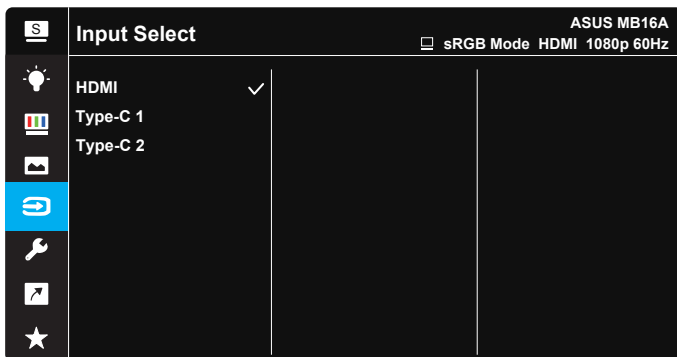 S
Input Select
ASUS MB16A
sRGB Mode HDMI 1080p 60Hz
HDMI
Type-C 1
Type-C 2